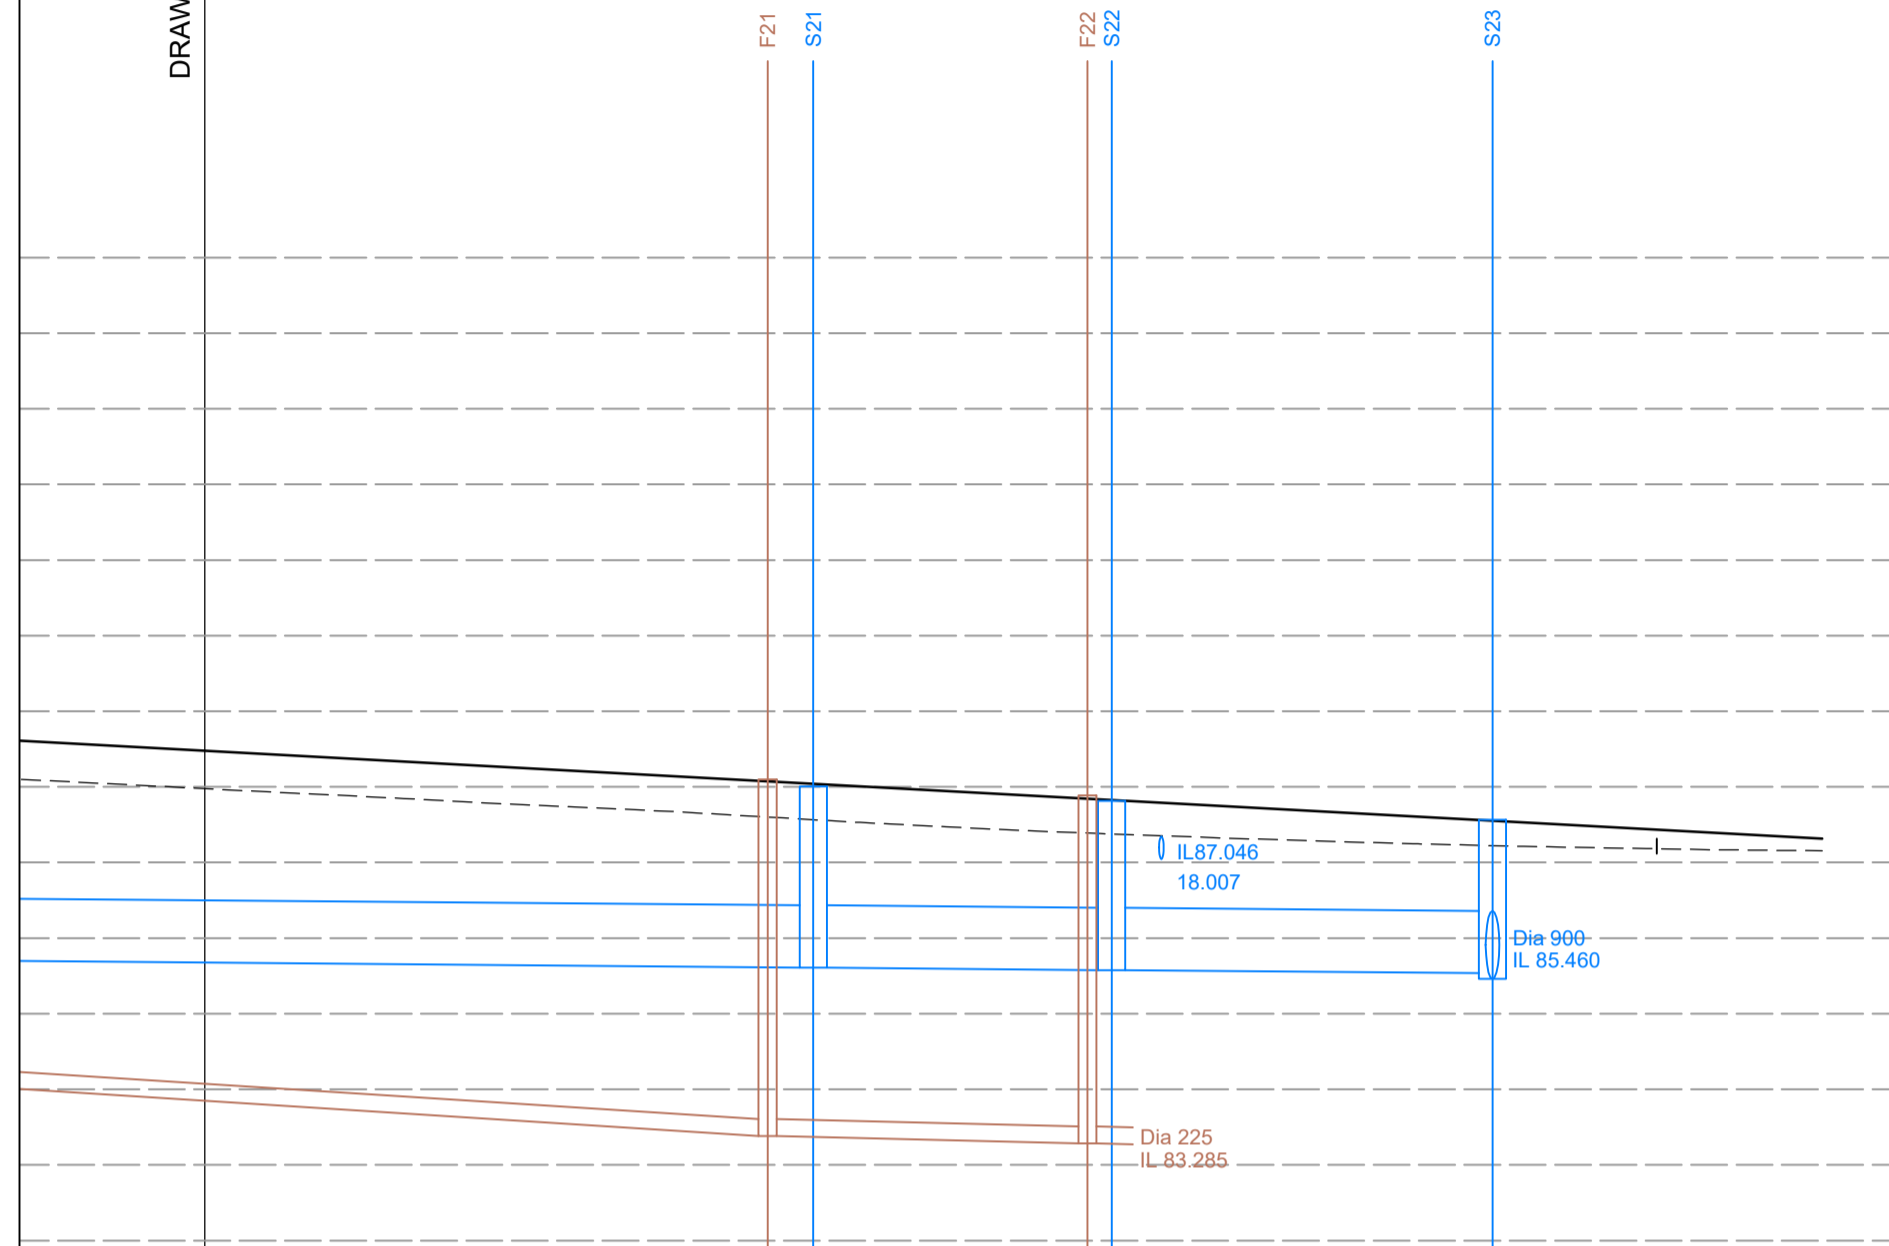 DRAW
F21
S21
F22
S22
S23
IL87.046
18.007
Dia 900
IL 85.460
Dia 225
IL 83.285